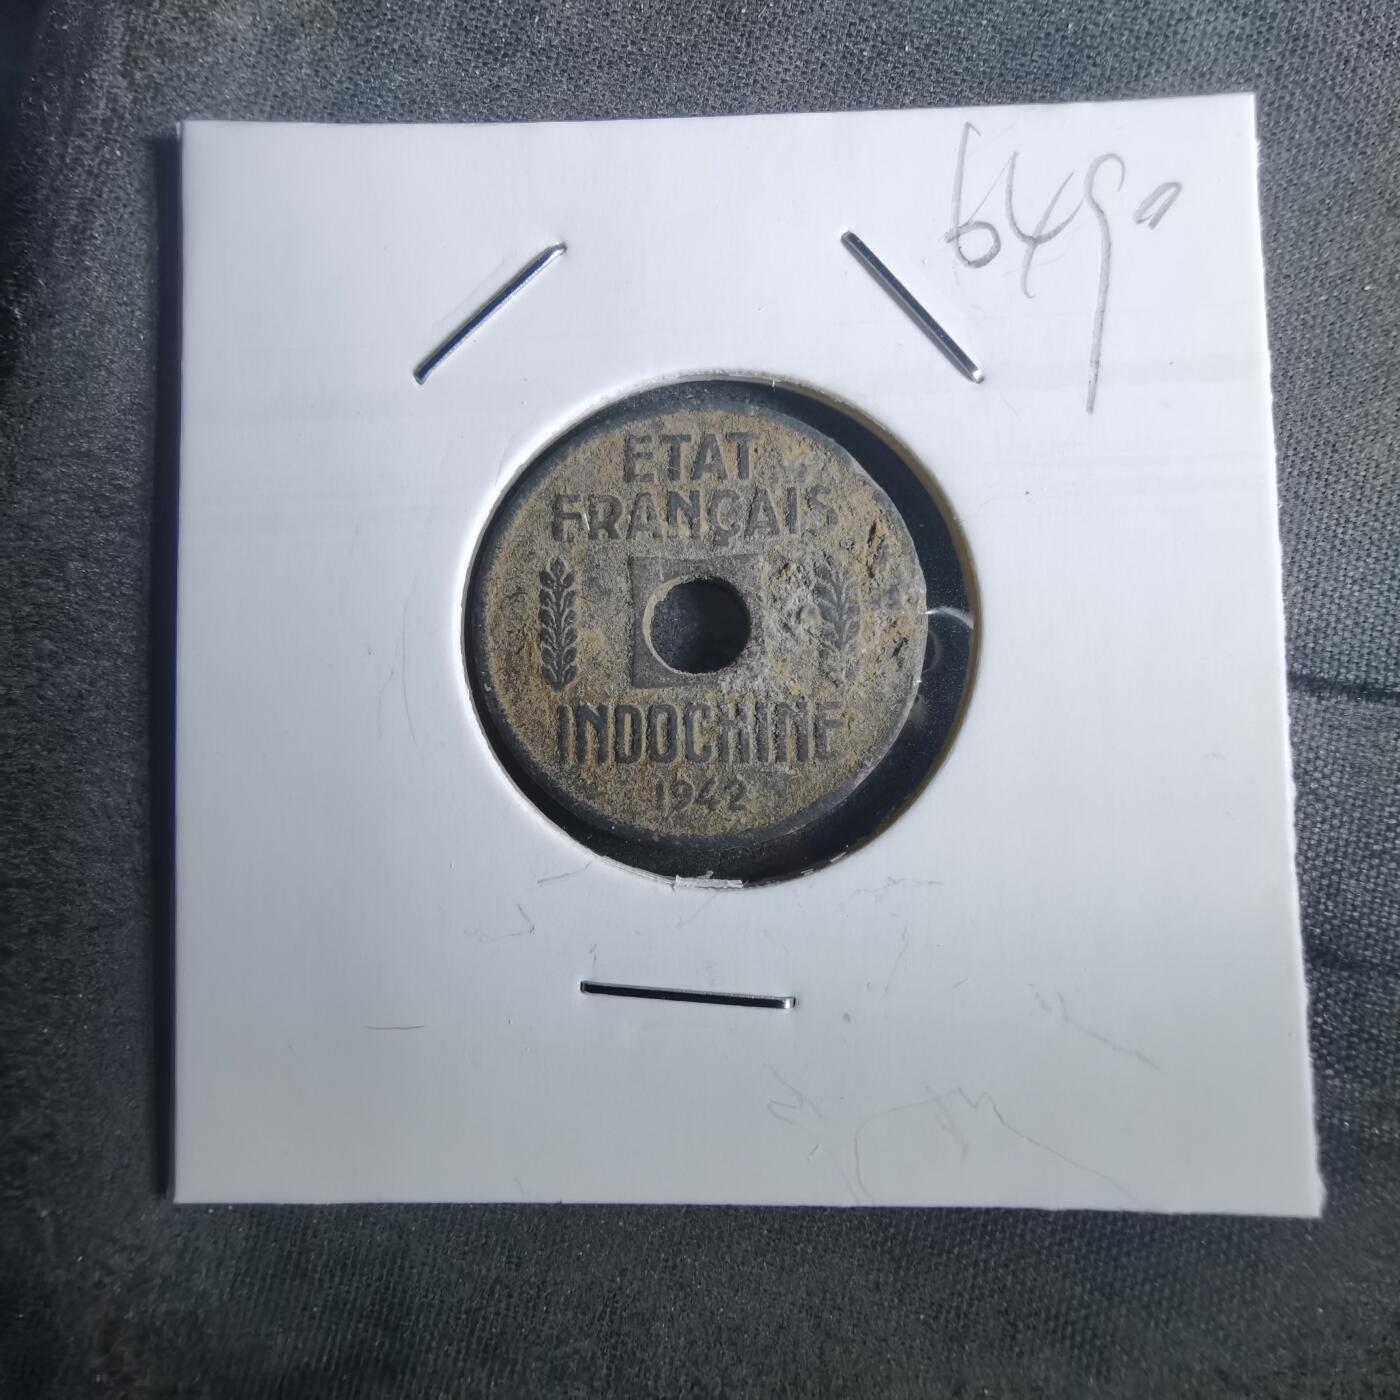 649
ETAT
FRANÇAIS
INDOCHINE
1942